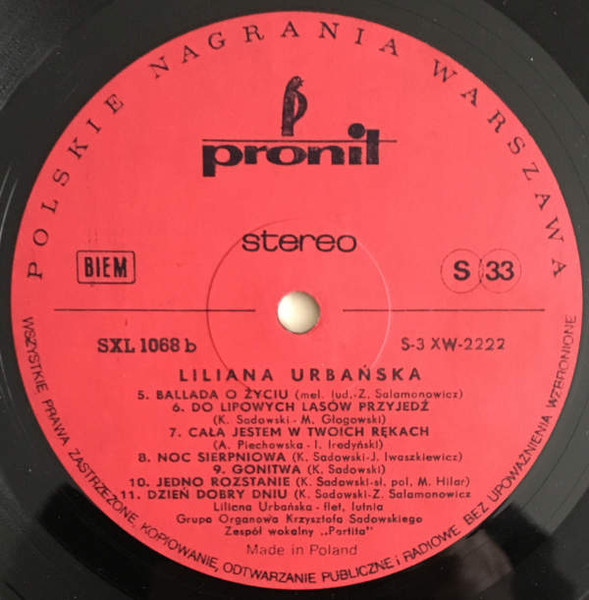 POLSKIE NAGRANIA WARSZAWA
pronit
stereo
BIEM
S 33
SXL 1068 b
S-3 XW-2222
LILIANA URBAŃSKA
5. BALLADA O ŻYCIU (mel. lud.-Z. Salamonowicz)
6. DO LIPOWYCH LASÓW PRZYJEDŹ
(K. Sadowski - M. Głogowski)
7. CAŁA JESTEM W TWOICH RĘKACH
(A. Piechowska - I. Iredyński)
8. NOC SIERPNIOWA (K. Sadowski-J. Iwaszkiewicz)
9. GONITWA (K. Sadowski)
10. JEDNO ROZSTANIE (K. Sadowski-sł. pol. M. Hilar)
11. DZIEŃ DOBRY DNIU (K. Sadowski-Z. Salamonowicz
Liliana Urbańska - flet, lutnia
Grupa Organowa Krzysztofa Sadowskiego
Zespół wokalny „Partita"
Made in Poland
WSZYSTKIE PRAWA ZASTRZEŻONE, KOPIOWANIE, ODTWARZANIE PUBLICZNE I RADIOWE BEZ UPOWAŻNIENIA WZBRONIONE